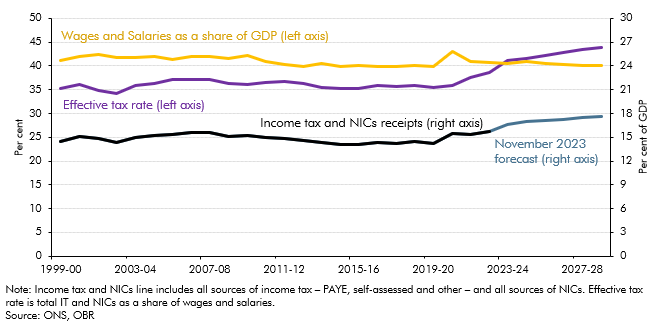 50
45
40
35
30
25
20
15
10
5
0
Per cent
Wages and Salaries as a share of GDP (left axis)
Effective tax rate (left axis)
Income tax and NICs receipts (right axis)
November 2023
forecast (right axis)
30
27
24
21
18
15
12
9
6
3
0
Per cent of GDP
1999-00 2003-04 2007-08 2011-12 2015-16 2019-20 2023-24 2027-28
Note: Income tax and NICs line includes all sources of income tax – PAYE, self-assessed and other – and all sources of NICs. Effective tax
rate is total IT and NICs as a share of wages and salaries.
Source: ONS, OBR